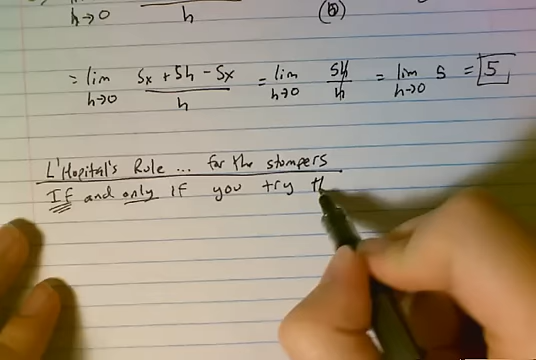 h→0 h (b)
= lim h→0 5x + 5h - 5x / h = lim h→0 5h / h = lim h→0 5 = 5
L'Hopital's Rule ... for the stompers
If and only if you try th